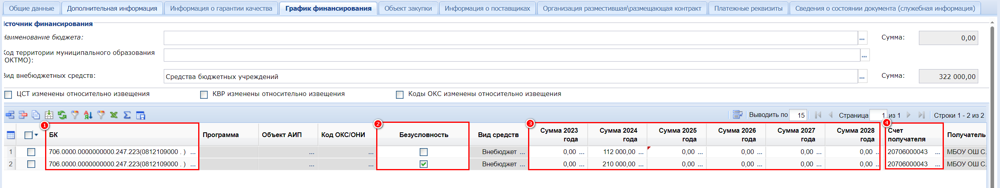 Общие данные Дополнительная информация Информация о гарантии качества График финансирования Объект закупки Информация о поставщиках Организация разместившая\размещающая контракт Платежные реквизиты Сведения о состоянии документа (служебная информация)
Источник финансирования
Наименование бюджета: ... Сумма: 0,00
Код территории муниципального образования
(ОКТМО): ...
Вид внебюджетных средств: Средства бюджетных учреждений ... Сумма: 322 000,00
ЦСТ изменены относительно извещения КВР изменены относительно извещения Коды ОКС изменены относительно извещения
Выводить по 15 Страница 1 из 1 Строки 1 - 2 из 2
1 2 3 4
БК Программа Объект АИП Код ОКС/ОНИ Безусловность Вид средств Сумма 2023 года Сумма 2024 года Сумма 2025 года Сумма 2026 года Сумма 2027 года Сумма 2028 года Счет получателя Получатель
1 706.0000.0000000000.247.223(0812109000 . ) ... ... ... Внебюджет ... 0,00 ... 112 000,00 ... 0,00 ... 0,00 ... 0,00 ... 0,00 ... 20706000043 ... МБОУ ОШ С.
2 706.0000.0000000000.247.223(0812109000 . ) ... ... ... Внебюджет ... 0,00 ... 210 000,00 ... 0,00 ... 0,00 ... 0,00 ... 0,00 ... 20706000043 ... МБОУ ОШ С.